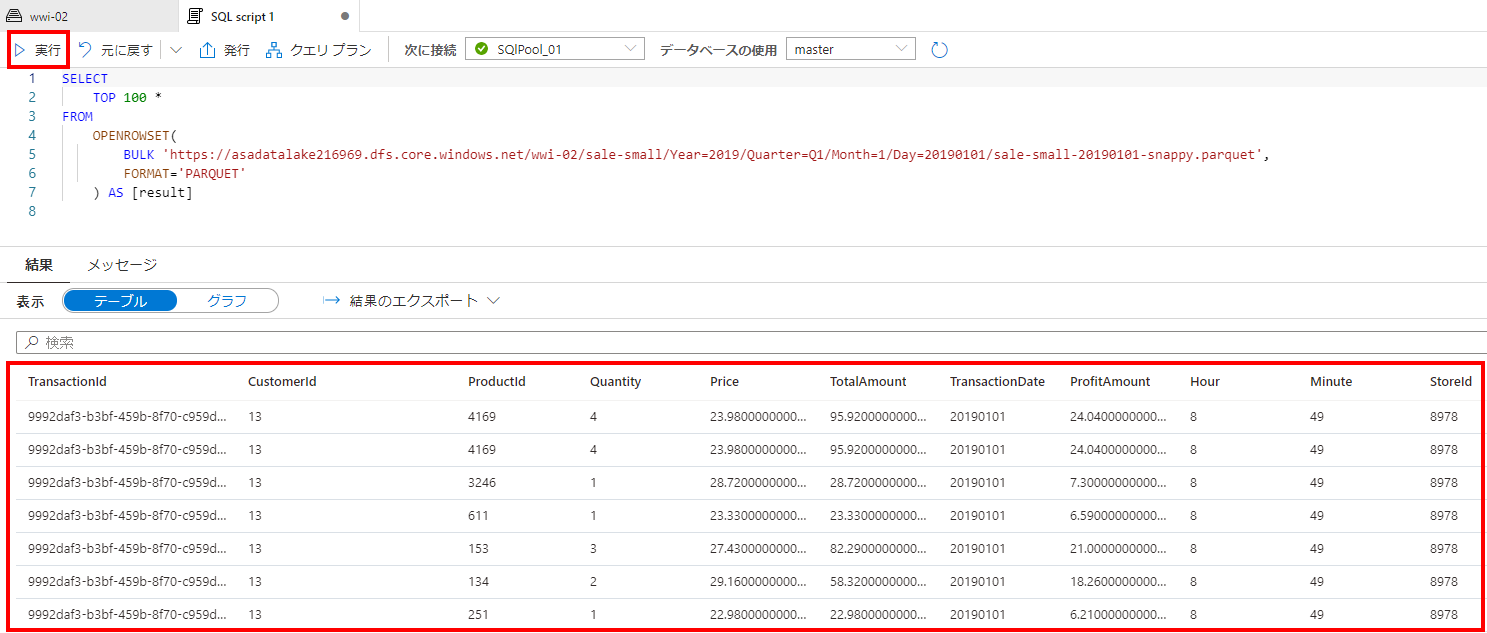 wwi-02 SQL script 1
実行 元に戻す 発行 クエリ プラン 次に接続 SQlPool_01 データベースの使用 master
1 SELECT
2 TOP 100 *
3 FROM
4 OPENROWSET(
5 BULK 'https://asadatalake216969.dfs.core.windows.net/wwi-02/sale-small/Year=2019/Quarter=Q1/Month=1/Day=20190101/sale-small-20190101-snappy.parquet',
6 FORMAT='PARQUET'
7 ) AS [result]
8
結果 メッセージ
表示 テーブル グラフ 結果のエクスポート
検索
TransactionId CustomerId ProductId Quantity Price TotalAmount TransactionDate ProfitAmount Hour Minute StoreId
9992daf3-b3bf-459b-8f70-c959d... 13 4169 4 23.9800000000... 95.9200000000... 20190101 24.0400000000... 8 49 8978
9992daf3-b3bf-459b-8f70-c959d... 13 4169 4 23.9800000000... 95.9200000000... 20190101 24.0400000000... 8 49 8978
9992daf3-b3bf-459b-8f70-c959d... 13 3246 1 28.7200000000... 28.7200000000... 20190101 7.30000000000... 8 49 8978
9992daf3-b3bf-459b-8f70-c959d... 13 611 1 23.3300000000... 23.3300000000... 20190101 6.59000000000... 8 49 8978
9992daf3-b3bf-459b-8f70-c959d... 13 153 3 27.4300000000... 82.2900000000... 20190101 21.0000000000... 8 49 8978
9992daf3-b3bf-459b-8f70-c959d... 13 134 2 29.1600000000... 58.3200000000... 20190101 18.2600000000... 8 49 8978
9992daf3-b3bf-459b-8f70-c959d... 13 251 1 22.9800000000... 22.9800000000... 20190101 6.21000000000... 8 49 8978